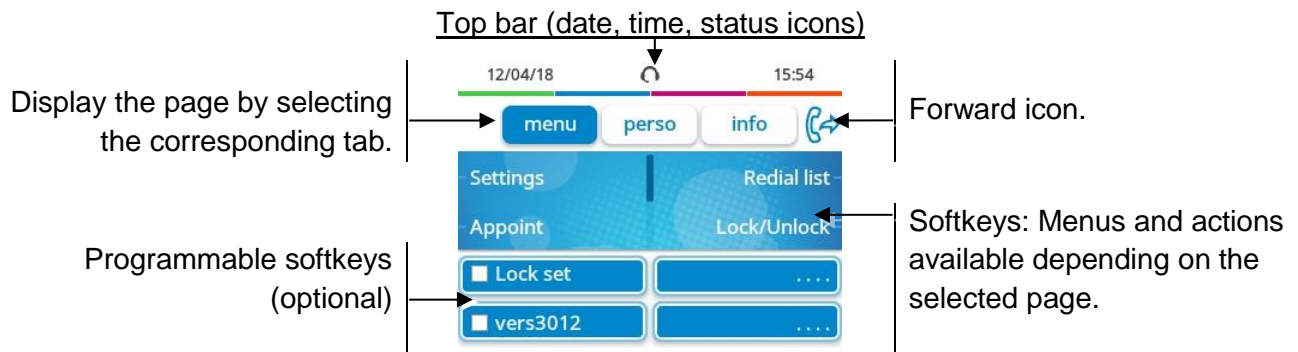 Top bar (date, time, status icons)
12/04/18 15:54
Display the page by selecting
the corresponding tab.
menu perso info
Forward icon.
Settings Redial list
Appoint Lock/Unlock
Softkeys: Menus and actions
available depending on the
selected page.
Programmable softkeys
(optional)
Lock set ....
vers3012 ....